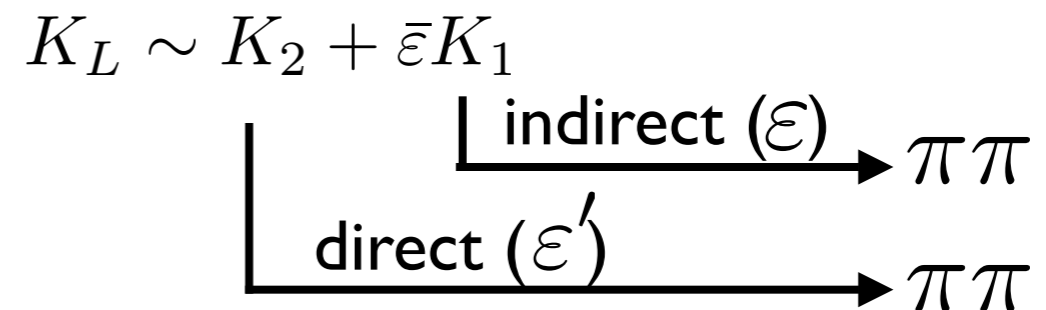 K_L ∼ K_2 + ε̄K_1
indirect (ε) ππ
direct (ε′) ππ